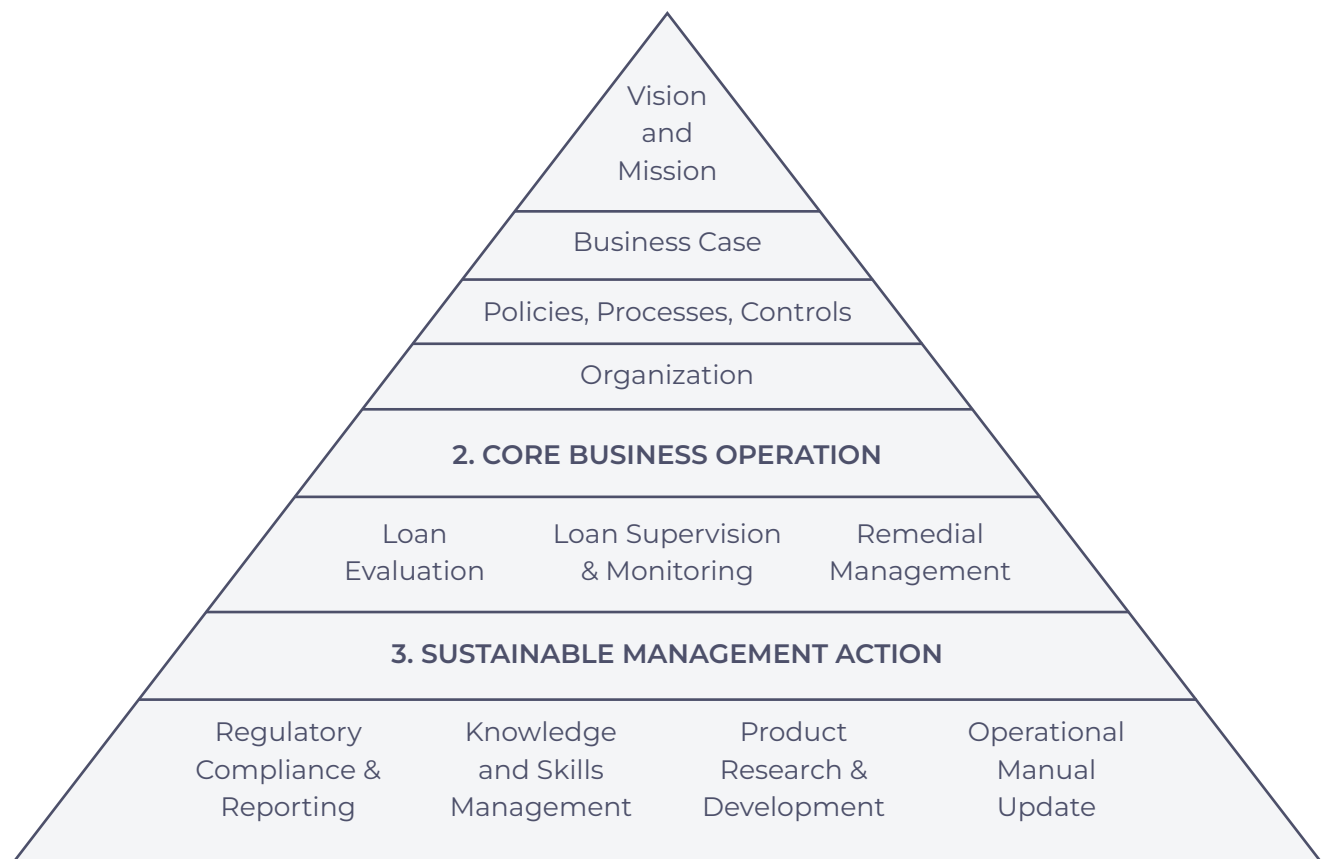 Vision
and
Mission
Business Case
Policies, Processes, Controls
Organization
2. CORE BUSINESS OPERATION
Loan
Evaluation
Loan Supervision
& Monitoring
Remedial
Management
3. SUSTAINABLE MANAGEMENT ACTION
Regulatory
Compliance &
Reporting
Knowledge
and Skills
Management
Product
Research &
Development
Operational
Manual
Update